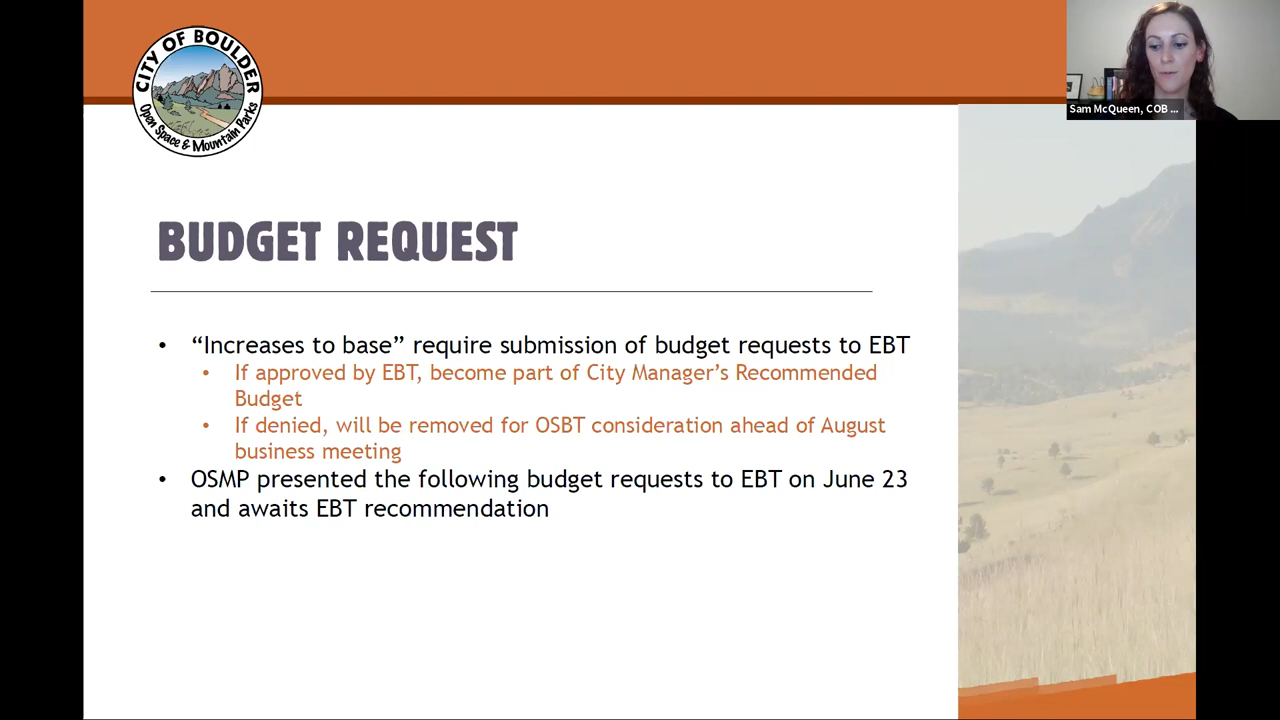 CITY OF BOULDER
Open Space & Mountain Parks
Sam McQueen, COB ...
BUDGET REQUEST
• “Increases to base” require submission of budget requests to EBT
• If approved by EBT, become part of City Manager’s Recommended
Budget
• If denied, will be removed for OSBT consideration ahead of August
business meeting
• OSMP presented the following budget requests to EBT on June 23
and awaits EBT recommendation